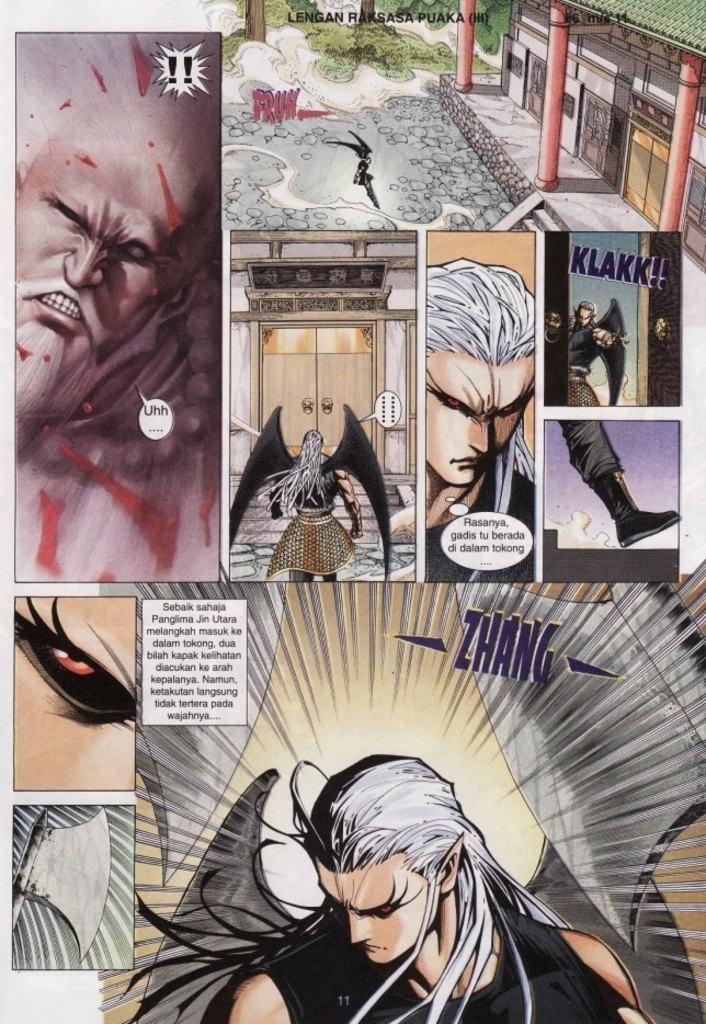 LENGAN RAKSASA PUAKA (III)
!!
FRUH
Uhh
....
KLAKK!!
Rasanya,
gadis tu berada
di dalam tokong
....
Sebaik sahaja
Panglima Jin Utara
melangkah masuk ke
dalam tokong, dua
bilah kapak kelihatan
diacukan ke arah
kepalanya. Namun,
ketakutan langsung
tidak tertera pada
wajahnya....
ZHANG
11